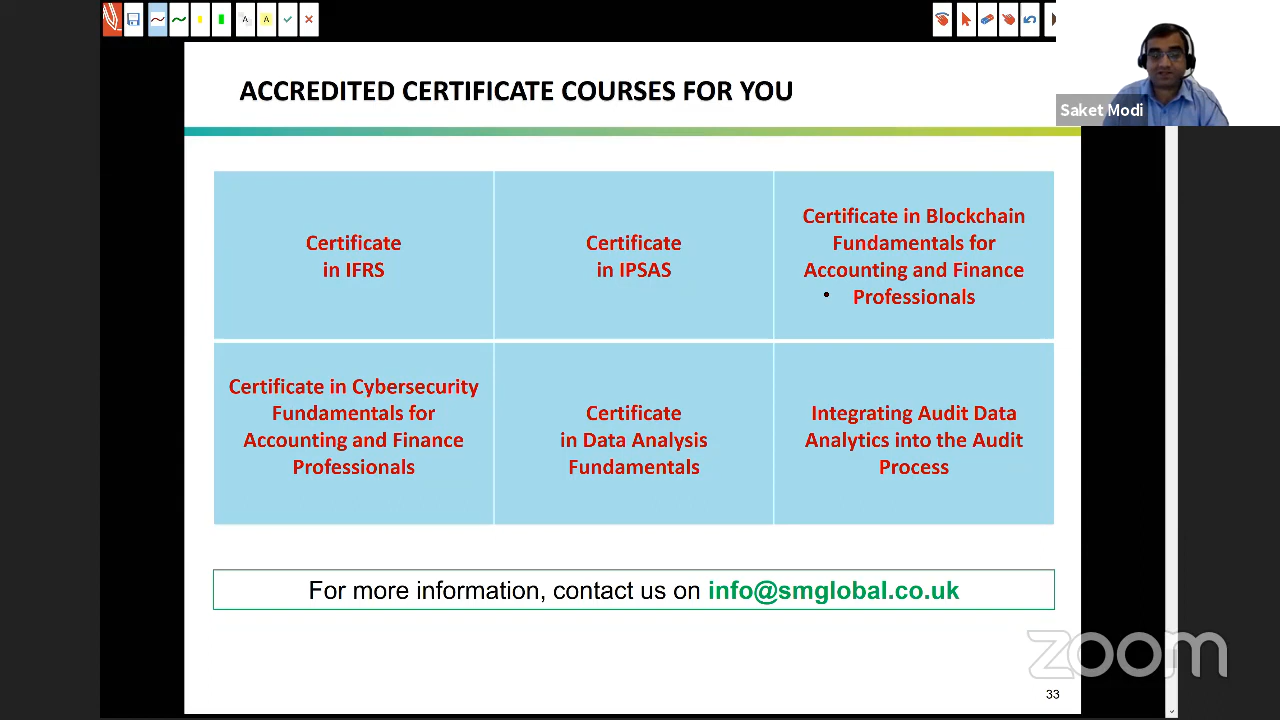 A A
Saket Modi
ACCREDITED CERTIFICATE COURSES FOR YOU
Certificate
in IFRS
Certificate
in IPSAS
Certificate in Blockchain
Fundamentals for
Accounting and Finance
• Professionals
Certificate in Cybersecurity
Fundamentals for
Accounting and Finance
Professionals
Certificate
in Data Analysis
Fundamentals
Integrating Audit Data
Analytics into the Audit
Process
For more information, contact us on info@smglobal.co.uk
zoom
33